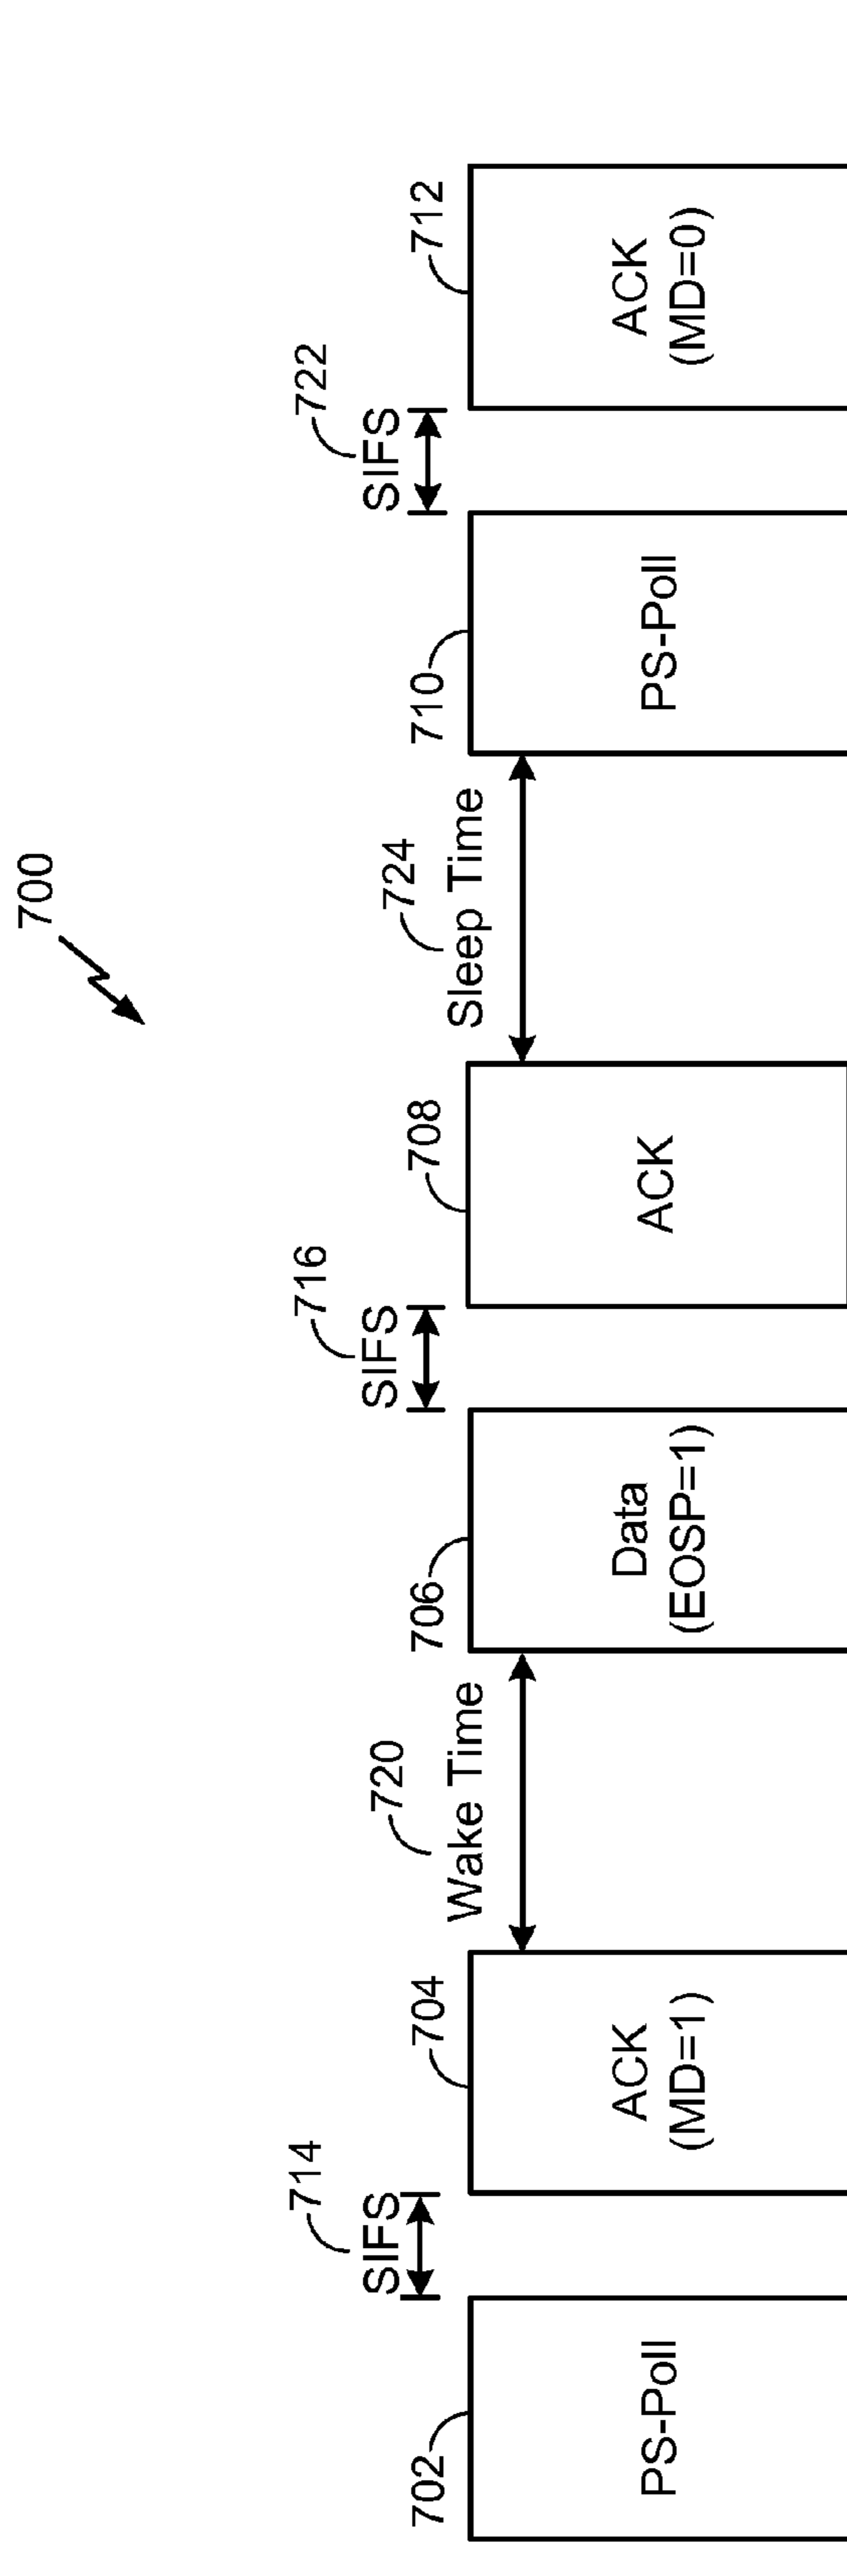 700
714
SIFS
716
SIFS
722
SIFS
720
Wake Time
724
Sleep Time
702
PS-Poll
704
ACK
(MD=1)
706
Data
(EOSP=1)
708
ACK
710
PS-Poll
712
ACK
(MD=0)